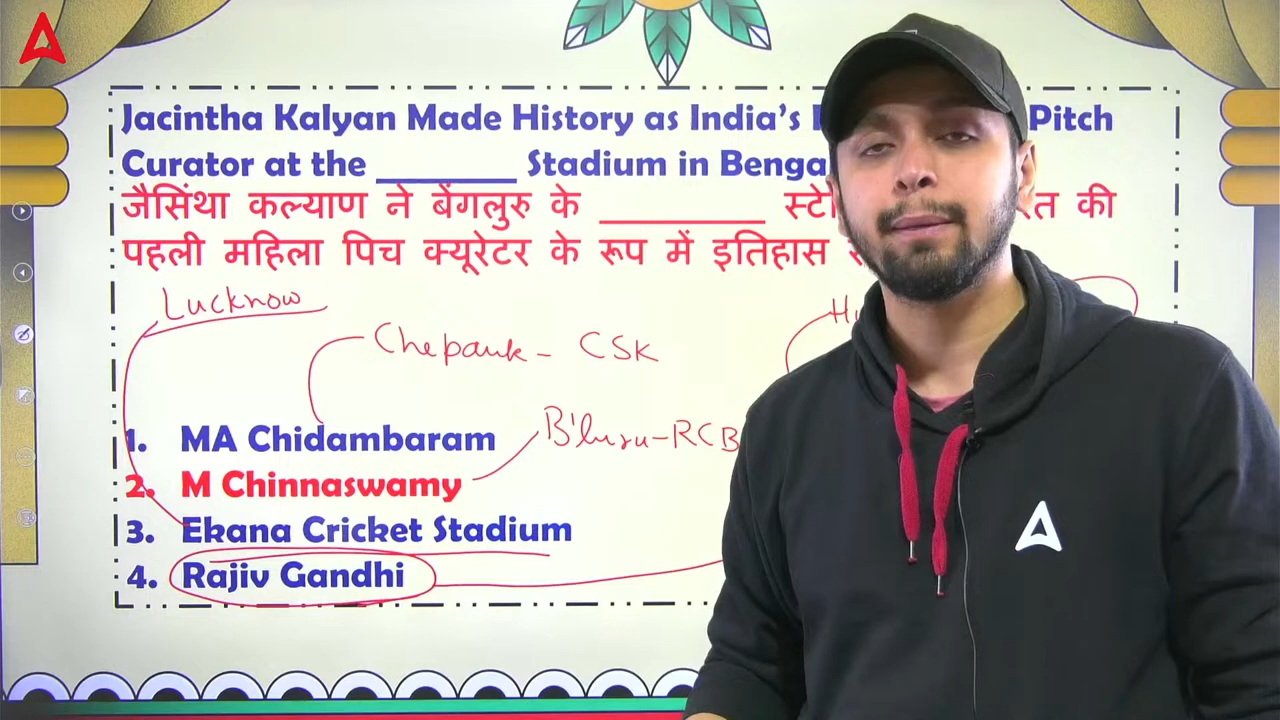 Jacintha Kalyan Made History as India's Pitch
Curator at the ________ Stadium in Benga
जैसिंथा कल्याण ने बेंगलुरु के __________ की
पहली महिला पिच क्यूरेटर के रूप में इतिहास
Lucknow
Chepauk - CSK
1. MA Chidambaram
B'luru-RCB
2. M Chinnaswamy
3. Ekana Cricket Stadium
4. Rajiv Gandhi